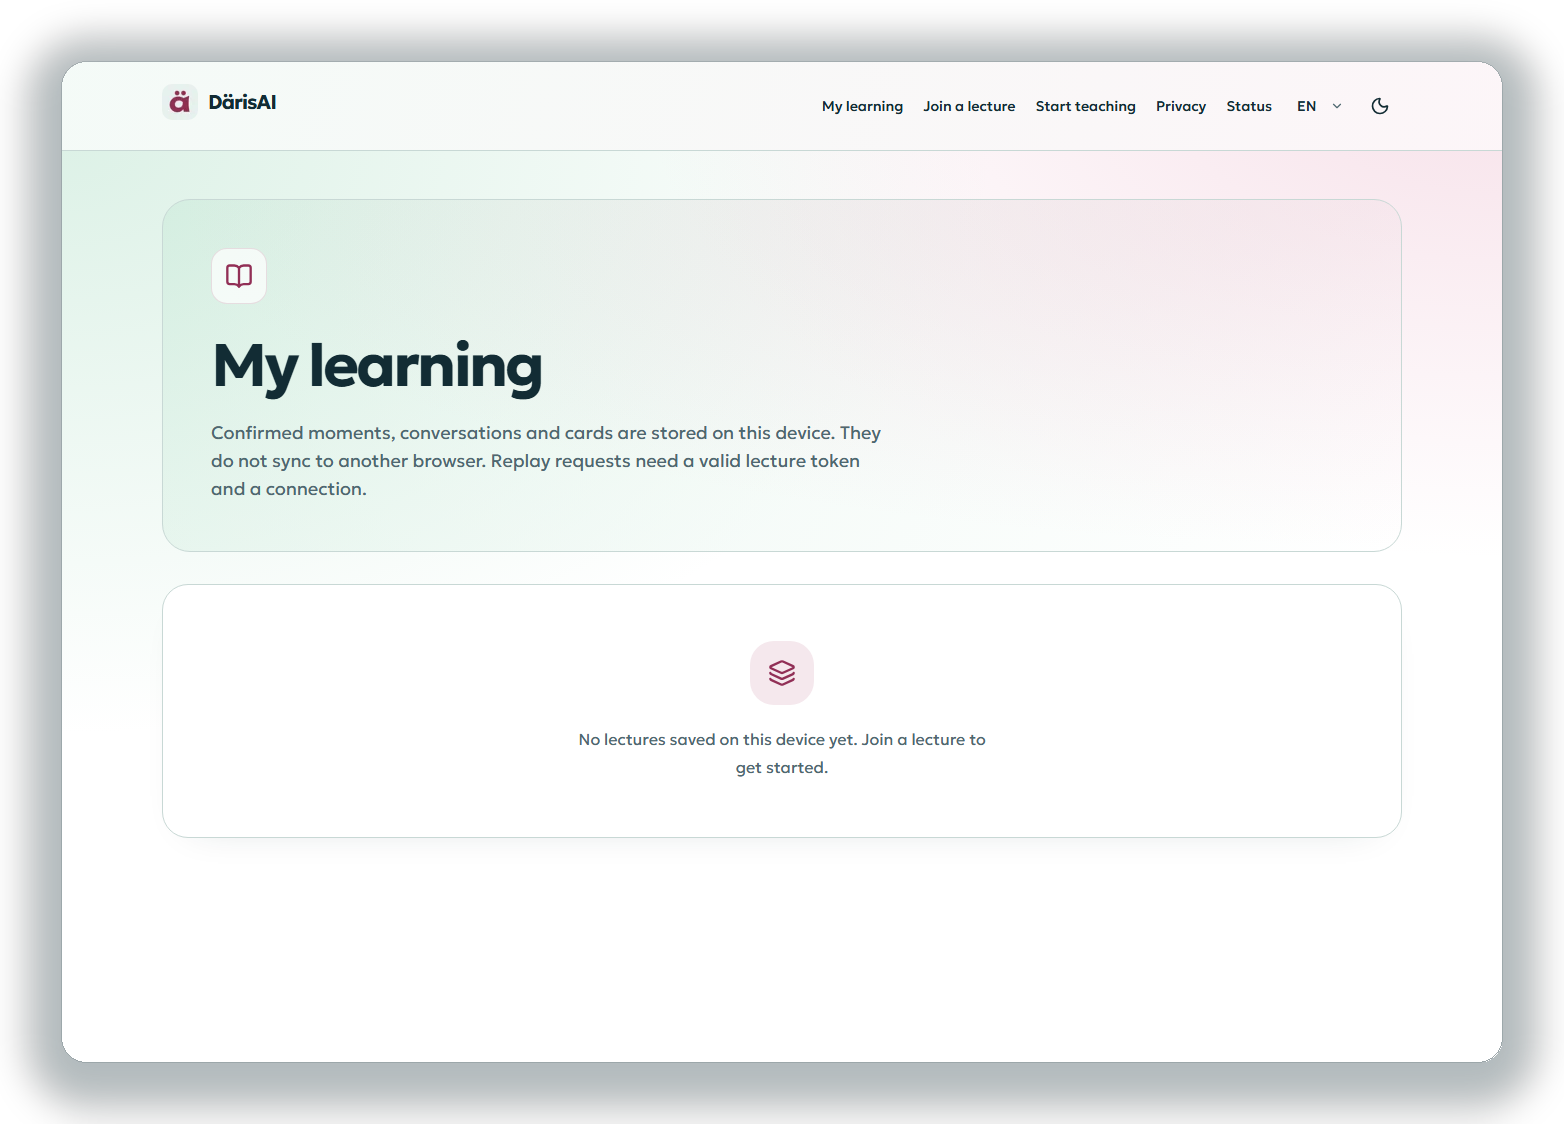 ä DärisAI
My learning Join a lecture Start teaching Privacy Status EN
My learning
Confirmed moments, conversations and cards are stored on this device. They
do not sync to another browser. Replay requests need a valid lecture token
and a connection.
No lectures saved on this device yet. Join a lecture to
get started.